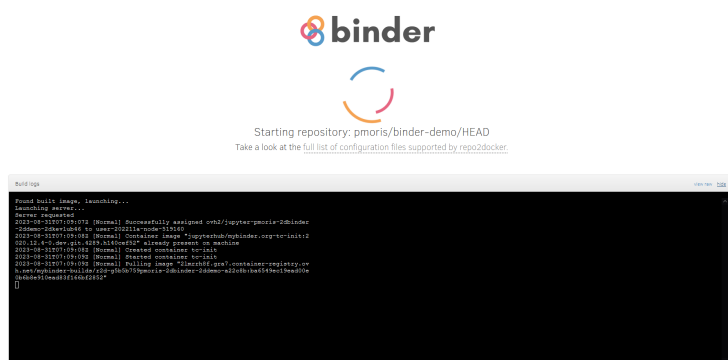 binder
Starting repository: pmoris/binder-demo/HEAD
Take a look at the full list of configuration files supported by repo2docker.
Build logs
view raw hide
Found built image, launching...
Launching server...
Server requested
2023-08-31T07:09:07Z [Normal] Successfully assigned ovh2/jupyter-pmoris-2dbinder
-2ddemo-2dkev1ub46 to user-202211a-node-519160
2023-08-31T07:09:08Z [Normal] Container image "jupyterhub/mybinder.org-tc-init:2
020.12.4-0.dev.git.4289.h140cef52" already present on machine
2023-08-31T07:09:08Z [Normal] Created container tc-init
2023-08-31T07:09:08Z [Normal] Started container tc-init
2023-08-31T07:09:09Z [Normal] Pulling image "2lmrrh8f.gra7.container-registry.ov
h.net/mybinder-builds/r2d-g5b5b759pmoris-2dbinder-2ddemo-a22c8b:ba6549ec19ead00e
0b6b8e910ead83f166bf2852"